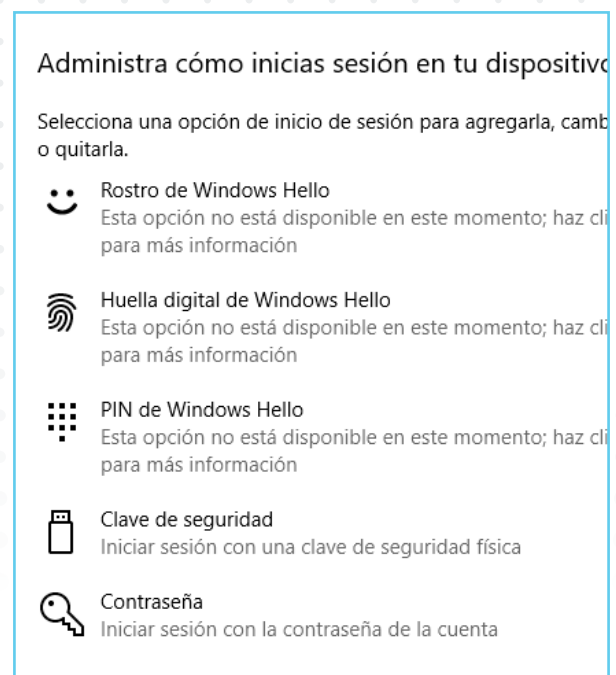 Administra cómo inicias sesión en tu dispositivo
Selecciona una opción de inicio de sesión para agregarla, camb
o quitarla.
Rostro de Windows Hello
Esta opción no está disponible en este momento; haz cli
para más información
Huella digital de Windows Hello
Esta opción no está disponible en este momento; haz cli
para más información
PIN de Windows Hello
Esta opción no está disponible en este momento; haz cli
para más información
Clave de seguridad
Iniciar sesión con una clave de seguridad física
Contraseña
Iniciar sesión con la contraseña de la cuenta